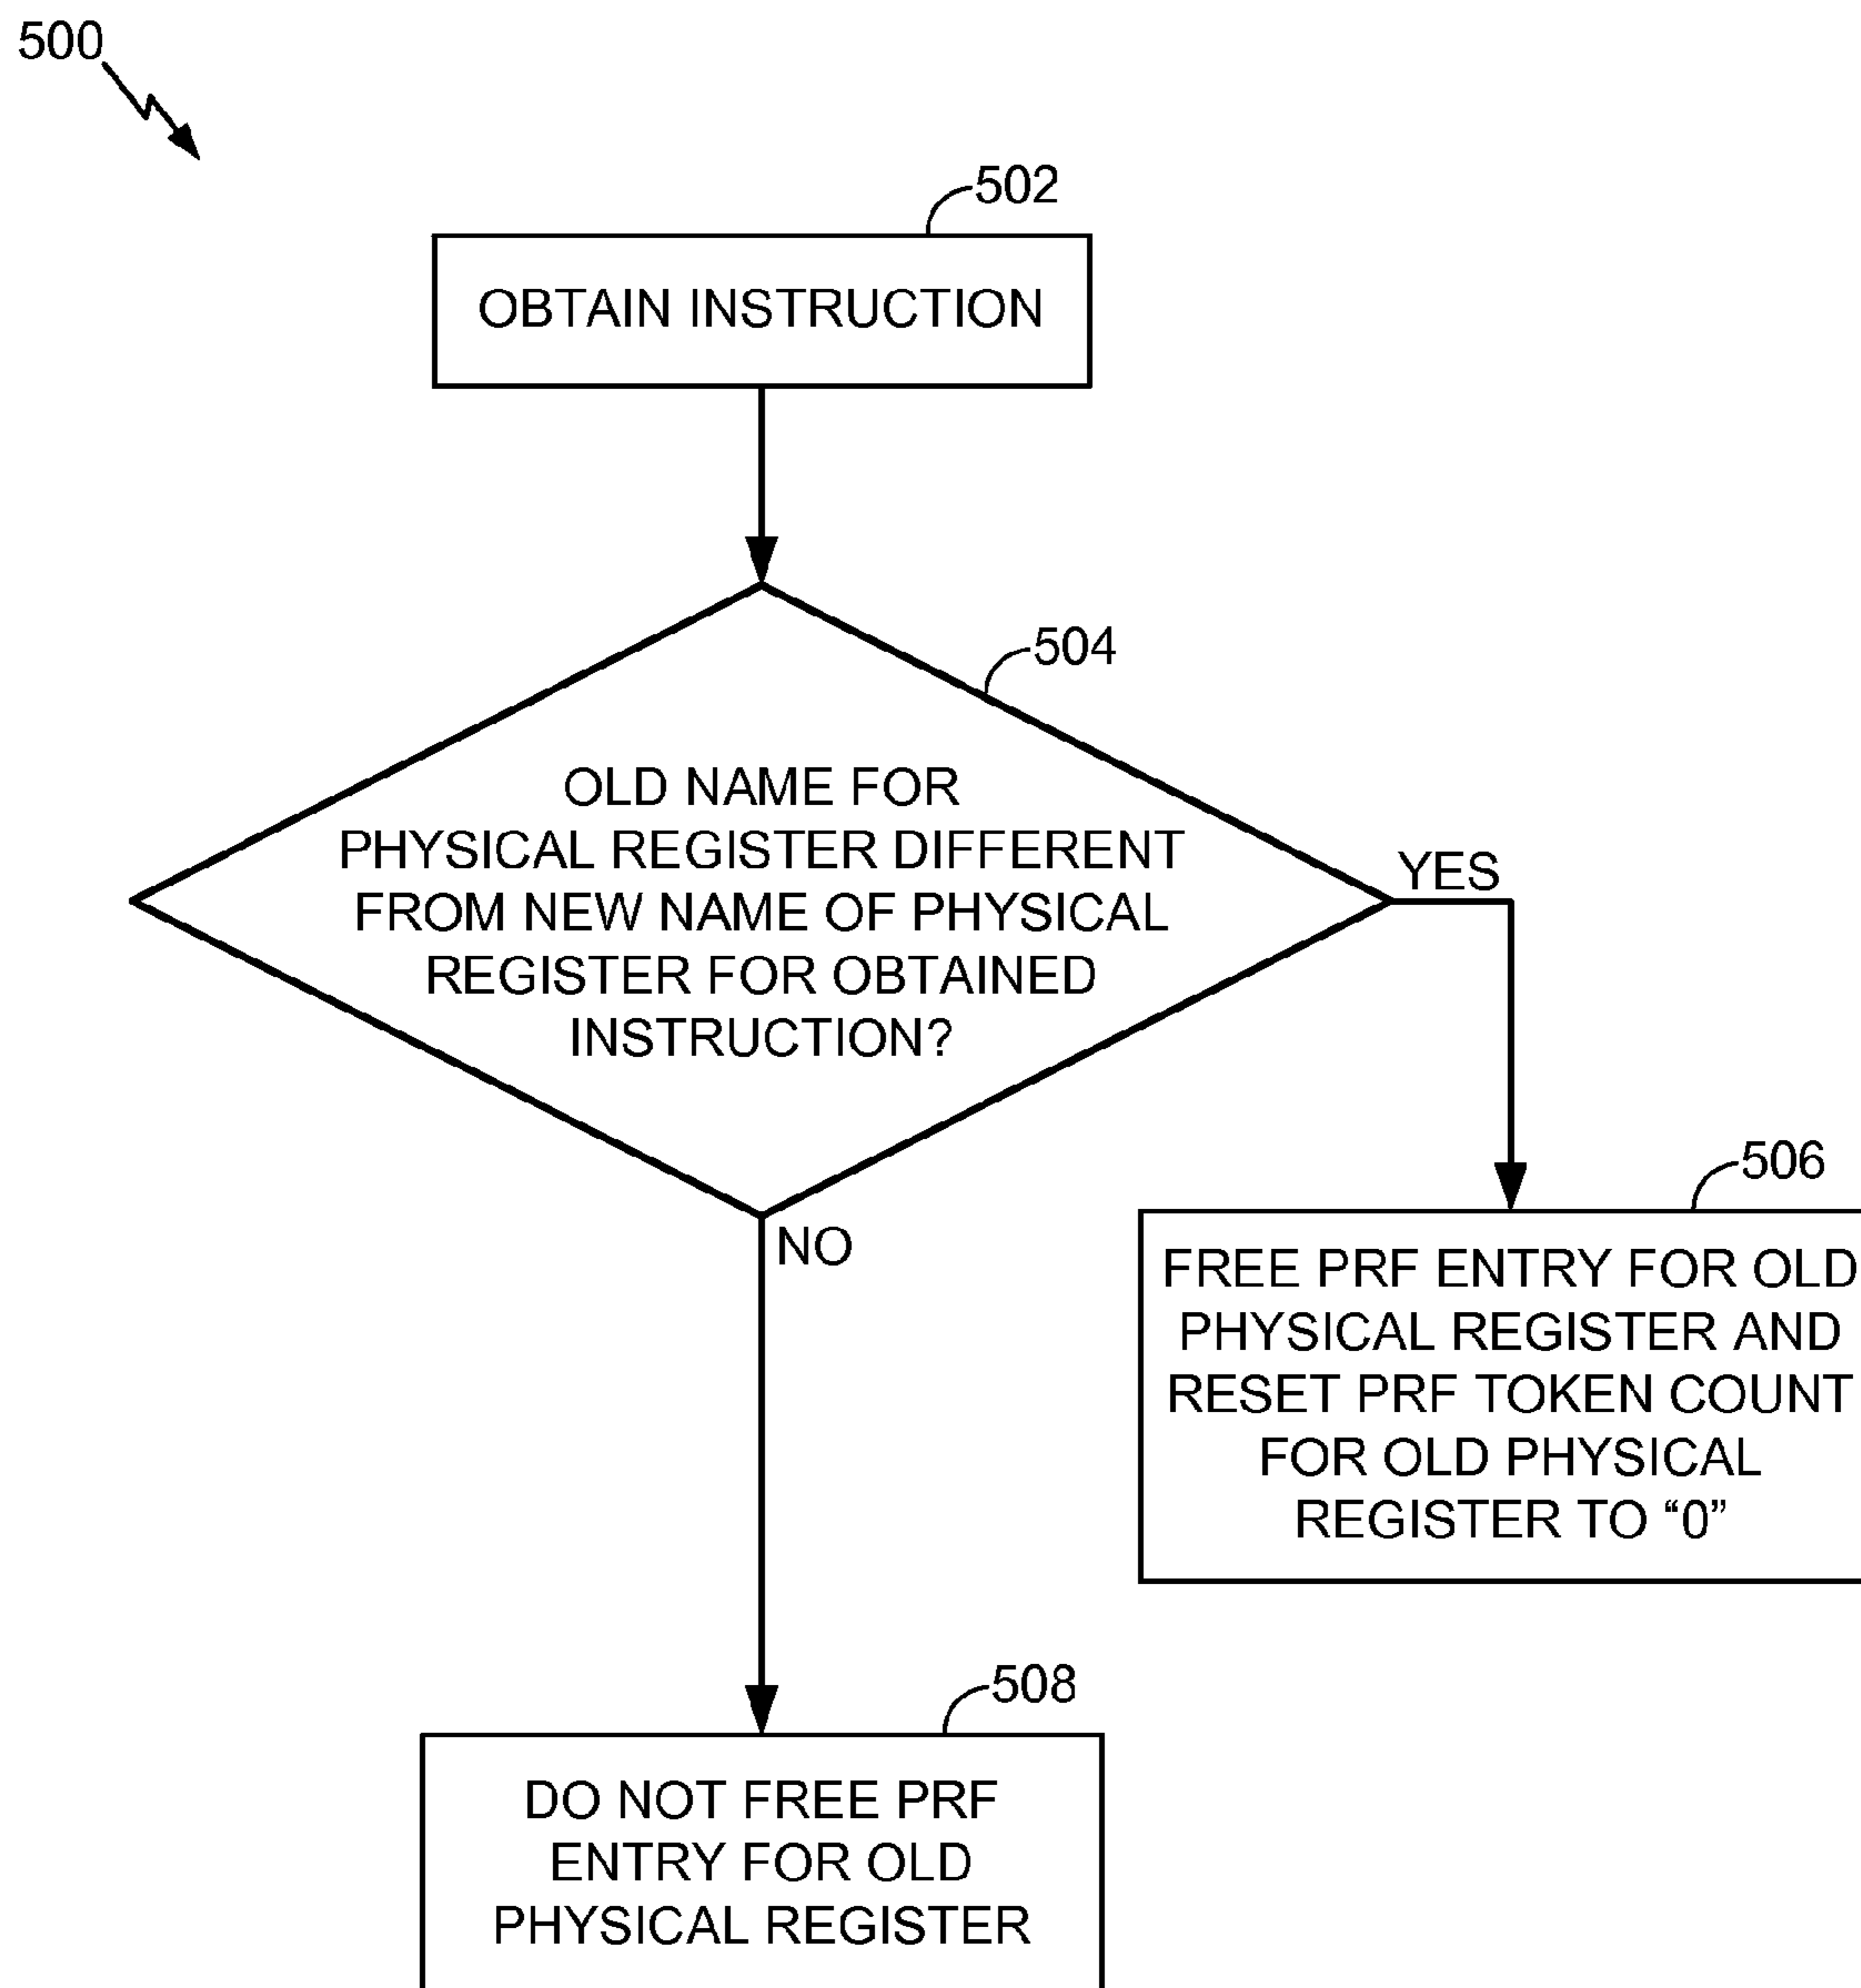 500
502
OBTAIN INSTRUCTION
504
OLD NAME FOR
PHYSICAL REGISTER DIFFERENT
FROM NEW NAME OF PHYSICAL
REGISTER FOR OBTAINED
INSTRUCTION?
YES
NO
506
FREE PRF ENTRY FOR OLD
PHYSICAL REGISTER AND
RESET PRF TOKEN COUNT
FOR OLD PHYSICAL
REGISTER TO “0”
508
DO NOT FREE PRF
ENTRY FOR OLD
PHYSICAL REGISTER